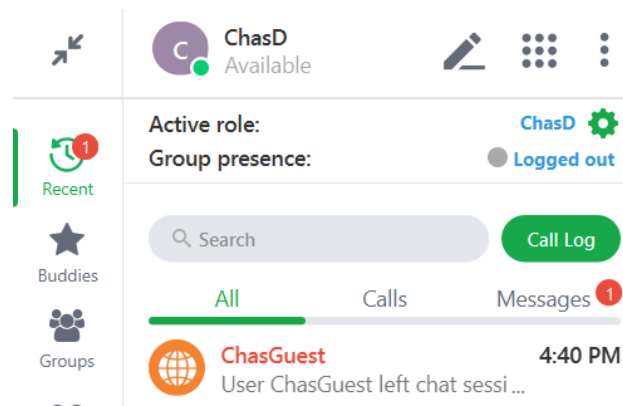 C
ChasD
Available
Active role:
ChasD
Group presence:
Logged out
1
Recent
Buddies
Groups
Search
Call Log
All
Calls
Messages
1
ChasGuest
4:40 PM
User ChasGuest left chat sessi ...